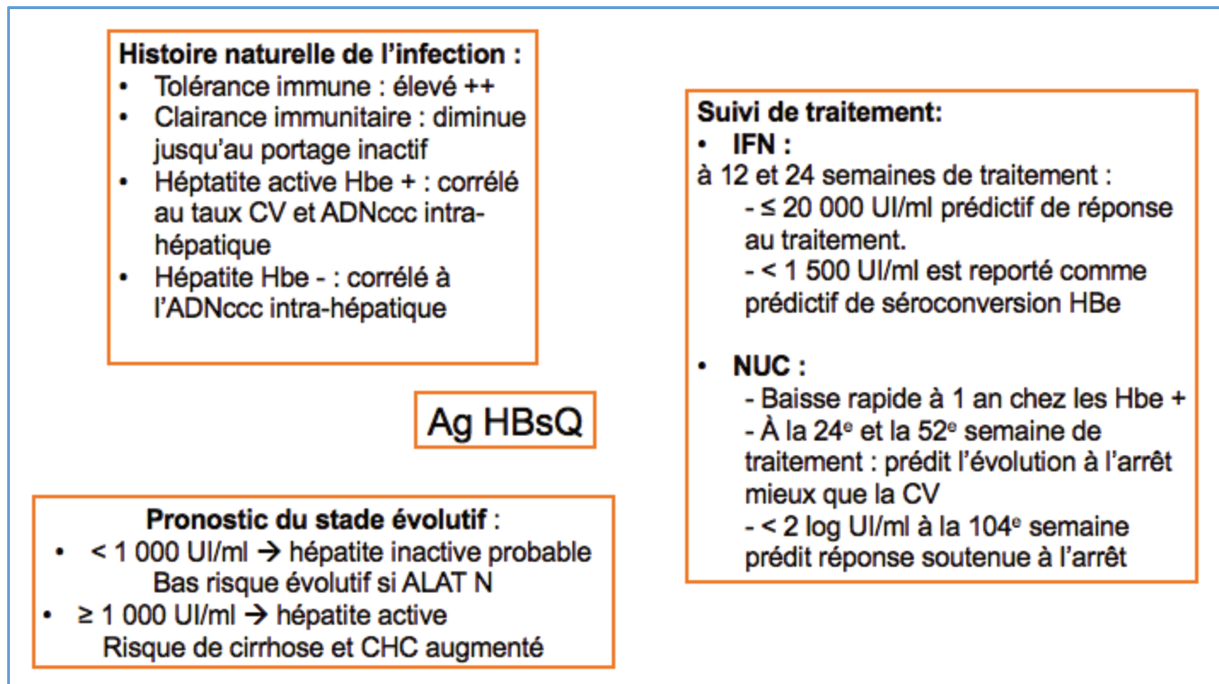 Histoire naturelle de l'infection :
• Tolérance immune : élevé ++
• Clairance immunitaire : diminue
jusqu'au portage inactif
• Héptatite active Hbe + : corrélé
au taux CV et ADNccc intra-
hépatique
• Hépatite Hbe - : corrélé à
l'ADNccc intra-hépatique
Ag HBsQ
Pronostic du stade évolutif :
• < 1 000 UI/ml → hépatite inactive probable
Bas risque évolutif si ALAT N
• ≥ 1 000 UI/ml → hépatite active
Risque de cirrhose et CHC augmenté
Suivi de traitement:
• IFN :
à 12 et 24 semaines de traitement :
- ≤ 20 000 UI/ml prédictif de réponse
au traitement.
- < 1 500 UI/ml est reporté comme
prédictif de séroconversion HBe
• NUC :
- Baisse rapide à 1 an chez les Hbe +
- À la 24e et la 52e semaine de
traitement : prédit l'évolution à l'arrêt
mieux que la CV
- < 2 log UI/ml à la 104e semaine
prédit réponse soutenue à l'arrêt